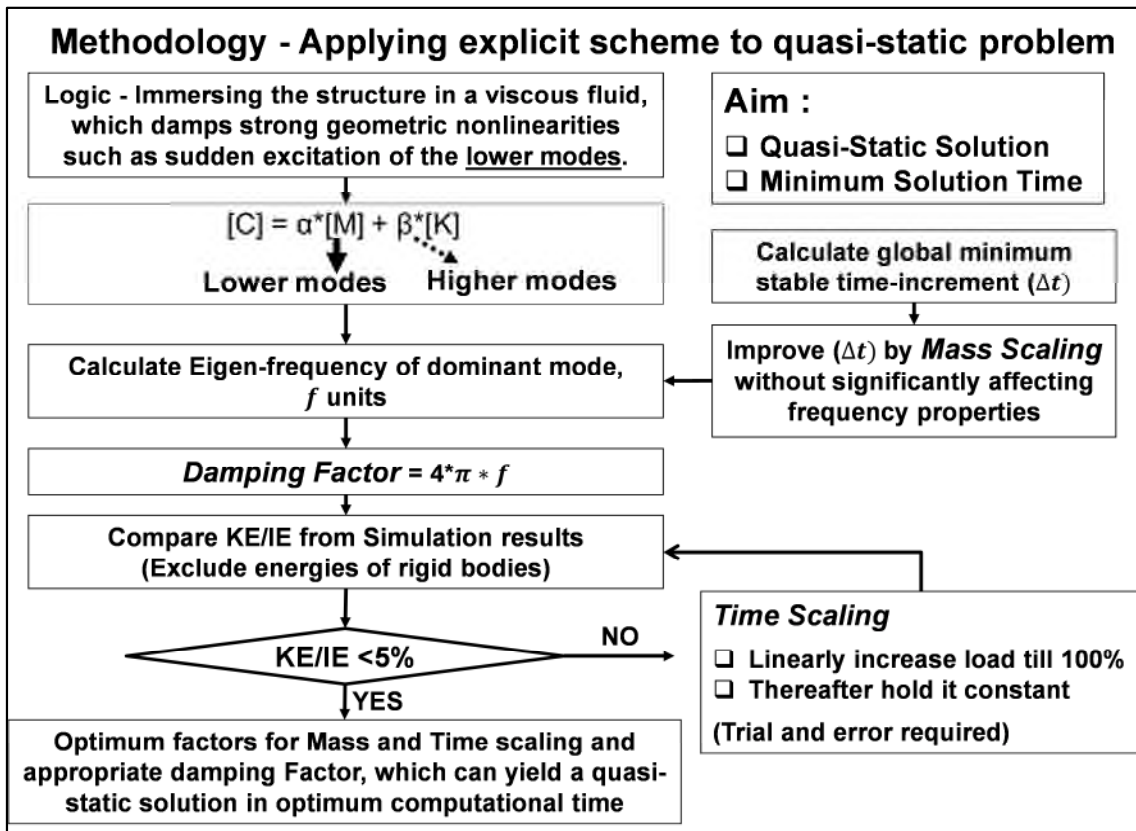 Methodology - Applying explicit scheme to quasi-static problem
Logic - Immersing the structure in a viscous fluid,
which damps strong geometric nonlinearities
such as sudden excitation of the lower modes.
Aim :
❑ Quasi-Static Solution
❑ Minimum Solution Time
[C] = α*[M] + β*[K]
Lower modes
Higher modes
Calculate global minimum
stable time-increment (Δt)
Improve (Δt) by Mass Scaling
without significantly affecting
frequency properties
Calculate Eigen-frequency of dominant mode,
f units
Damping Factor = 4*π * f
Compare KE/IE from Simulation results
(Exclude energies of rigid bodies)
KE/IE <5%
NO
YES
Time Scaling
❑ Linearly increase load till 100%
❑ Thereafter hold it constant
(Trial and error required)
Optimum factors for Mass and Time scaling and
appropriate damping Factor, which can yield a quasi-
static solution in optimum computational time